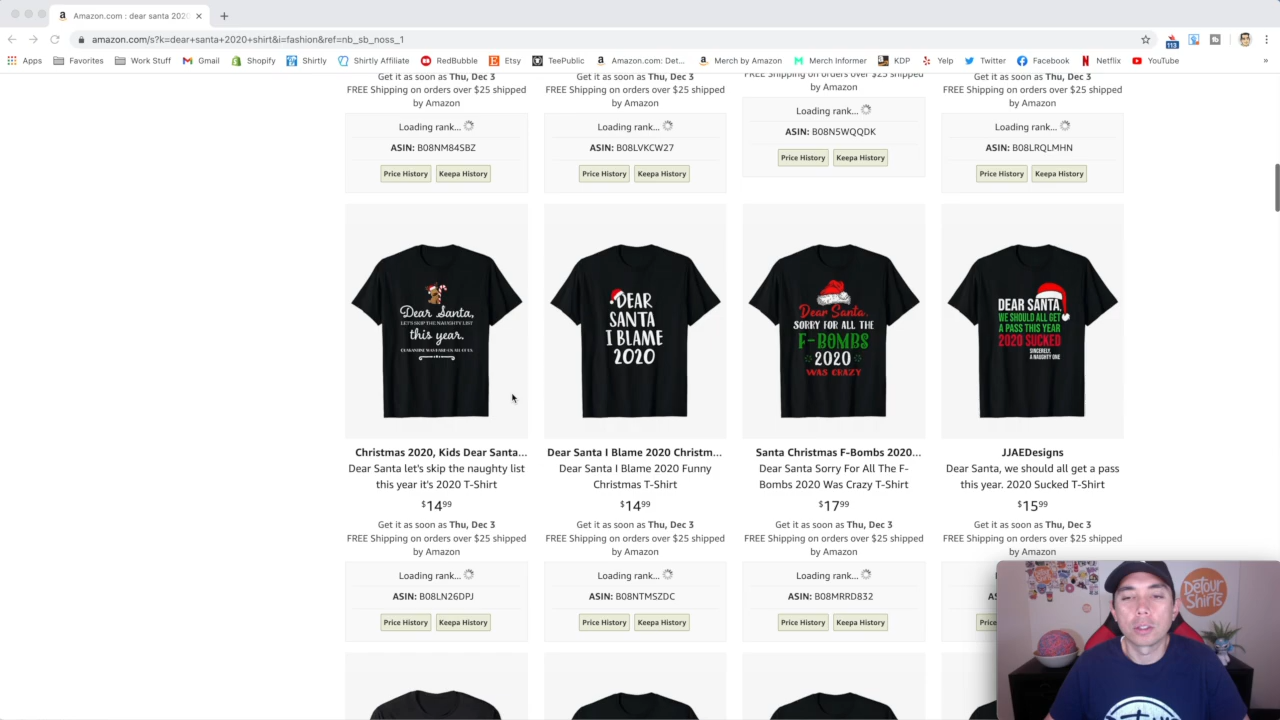 Amazon.com : dear santa 202
amazon.com/s?k=dear+santa+2020+shirt&i=fashion&ref=nb_sb_noss_1
113
Apps Favorites Work Stuff Gmail Shopify Shirtly Shirtly Affiliate RedBubble Etsy TeePublic Amazon.com: Det... Merch by Amazon Merch Informer KDP Yelp Twitter Facebook Netflix YouTube »
Get it as soon as Thu, Dec 3
FREE Shipping on orders over $25 shipped
by Amazon
Loading rank...
ASIN: B08NM84SBZ
Price History Keepa History
Get it as soon as Thu, Dec 3
FREE Shipping on orders over $25 shipped
by Amazon
Loading rank...
ASIN: B08LVKCW27
Price History Keepa History
FREE Shipping on orders over $25 shipped
by Amazon
Loading rank...
ASIN: B08N5WQQDK
Price History Keepa History
Get it as soon as Thu, Dec 3
FREE Shipping on orders over $25 shipped
by Amazon
Loading rank...
ASIN: B08LRQLMHN
Price History Keepa History
Dear Santa,
LET'S SKIP THE NAUGHTY LIST
this year.
Christmas 2020, Kids Dear Santa...
Dear Santa let's skip the naughty list
this year it's 2020 T-Shirt
$14.99
Get it as soon as Thu, Dec 3
FREE Shipping on orders over $25 shipped
by Amazon
Loading rank...
ASIN: B08LN26DPJ
Price History Keepa History
DEAR
SANTA
I BLAME
2020
Dear Santa I Blame 2020 Christm...
Dear Santa I Blame 2020 Funny
Christmas T-Shirt
$14.99
Get it as soon as Thu, Dec 3
FREE Shipping on orders over $25 shipped
by Amazon
Loading rank...
ASIN: B08NTMSZDC
Price History Keepa History
Dear Santa,
SORRY FOR ALL THE
F-BOMBS
2020
WAS CRAZY
Santa Christmas F-Bombs 2020...
Dear Santa Sorry For All The F-
Bombs 2020 Was Crazy T-Shirt
$17.99
Get it as soon as Thu, Dec 3
FREE Shipping on orders over $25 shipped
by Amazon
Loading rank...
ASIN: B08MRRD832
Price History Keepa History
DEAR SANTA,
WE SHOULD ALL GET
A PASS THIS YEAR
2020 SUCKED
SINCERELY,
A NAUGHTY ONE
JJAEDesigns
Dear Santa, we should all get a pass
this year. 2020 Sucked T-Shirt
$15.99
Get it as soon as Thu, Dec 3
FREE Shipping on orders over $25 shipped
by Amazon
DeTour
SHiRTs